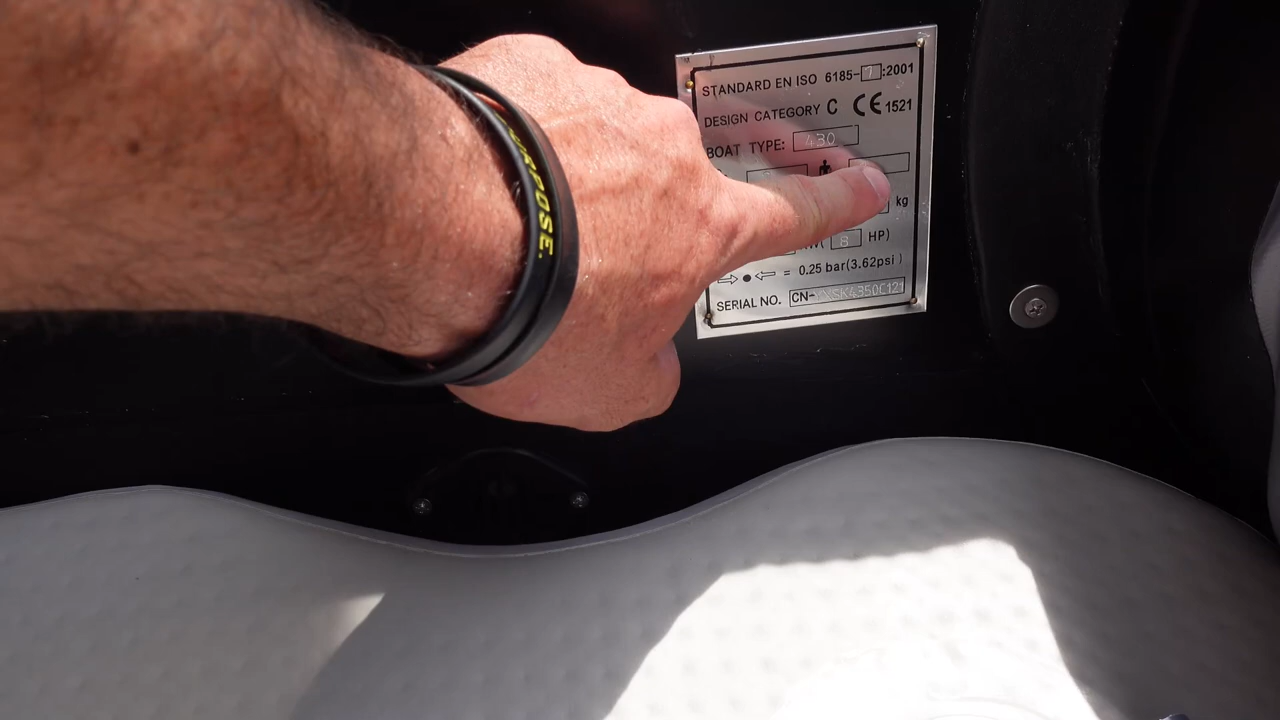 STANDARD EN ISO 6185-:2001
DESIGN CATEGORY C CE 1521
BOAT TYPE: 430
kg
8 HP)
= 0.25 bar(3.62psi)
SERIAL NO. CN-
PURPOSE.